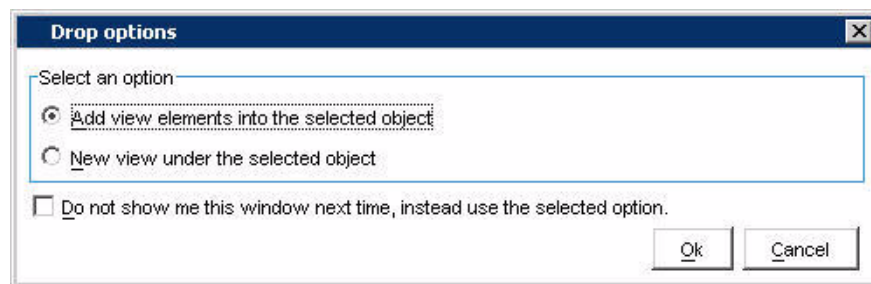 Drop options
Select an option
Add view elements into the selected object
New view under the selected object
Do not show me this window next time, instead use the selected option.
Ok
Cancel